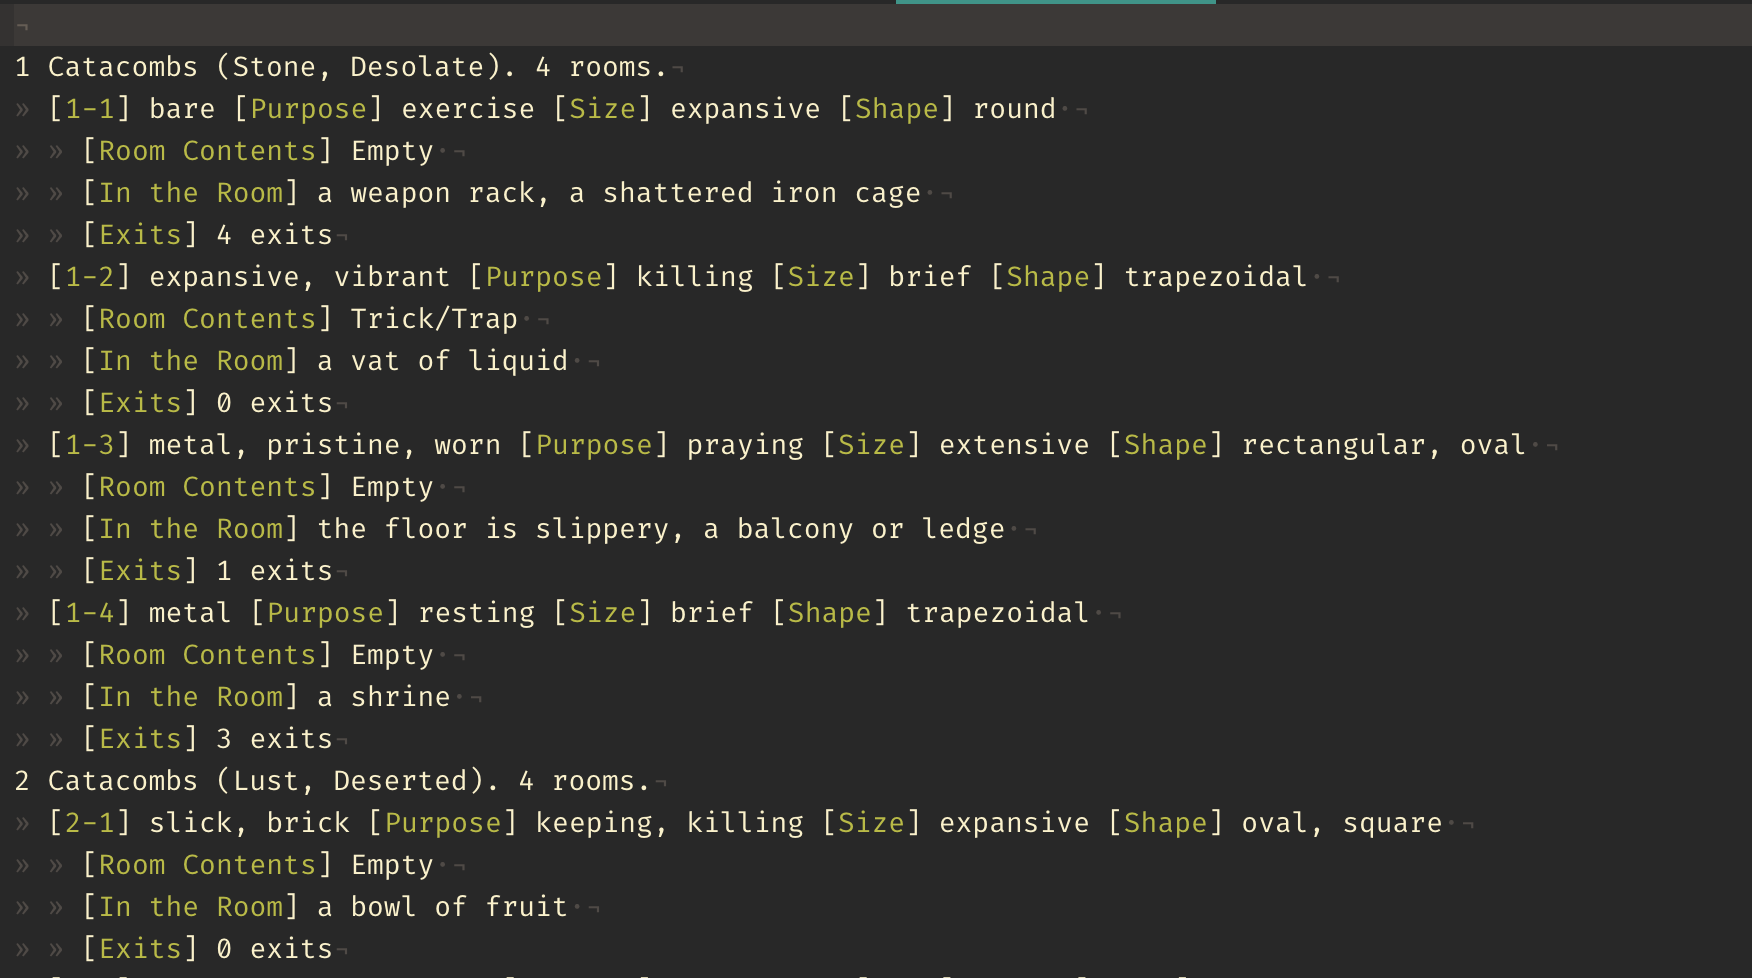 1 Catacombs (Stone, Desolate). 4 rooms.
[1-1] bare [Purpose] exercise [Size] expansive [Shape] round
[Room Contents] Empty
[In the Room] a weapon rack, a shattered iron cage
[Exits] 4 exits
[1-2] expansive, vibrant [Purpose] killing [Size] brief [Shape] trapezoidal
[Room Contents] Trick/Trap
[In the Room] a vat of liquid
[Exits] 0 exits
[1-3] metal, pristine, worn [Purpose] praying [Size] extensive [Shape] rectangular, oval
[Room Contents] Empty
[In the Room] the floor is slippery, a balcony or ledge
[Exits] 1 exits
[1-4] metal [Purpose] resting [Size] brief [Shape] trapezoidal
[Room Contents] Empty
[In the Room] a shrine
[Exits] 3 exits
2 Catacombs (Lust, Deserted). 4 rooms.
[2-1] slick, brick [Purpose] keeping, killing [Size] expansive [Shape] oval, square
[Room Contents] Empty
[In the Room] a bowl of fruit
[Exits] 0 exits